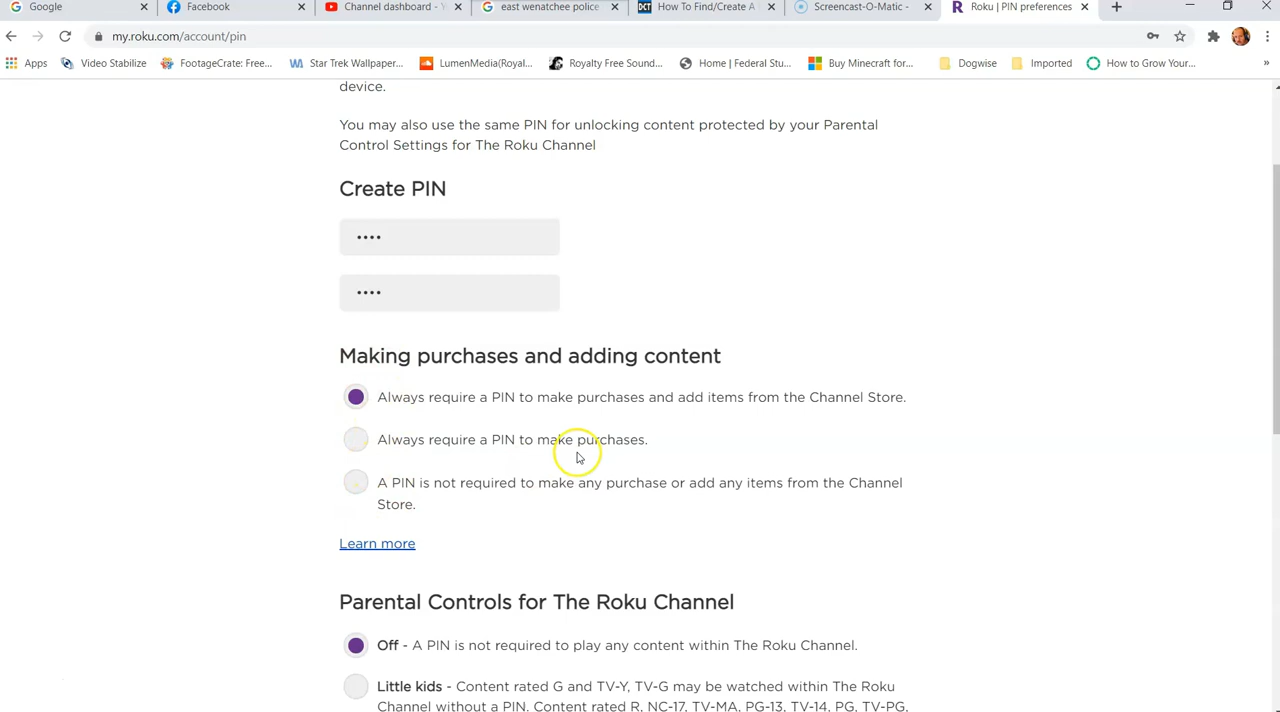 Google
Facebook
Channel dashboard - Y
east wenatchee police
How To Find/Create A
Screencast-O-Matic -
Roku | PIN preferences
my.roku.com/account/pin
Apps
Video Stabilize
FootageCrate: Free...
Star Trek Wallpaper...
LumenMedia(Royal...
Royalty Free Sound...
Home | Federal Stu...
Buy Minecraft for...
Dogwise
Imported
How to Grow Your...
»
device.
You may also use the same PIN for unlocking content protected by your Parental
Control Settings for The Roku Channel
Create PIN
••••
••••
Making purchases and adding content
Always require a PIN to make purchases and add items from the Channel Store.
Always require a PIN to make purchases.
A PIN is not required to make any purchase or add any items from the Channel
Store.
Learn more
Parental Controls for The Roku Channel
Off - A PIN is not required to play any content within The Roku Channel.
Little kids - Content rated G and TV-Y, TV-G may be watched within The Roku
Channel without a PIN. Content rated R, NC-17, TV-MA, PG-13, TV-14, PG, TV-PG,